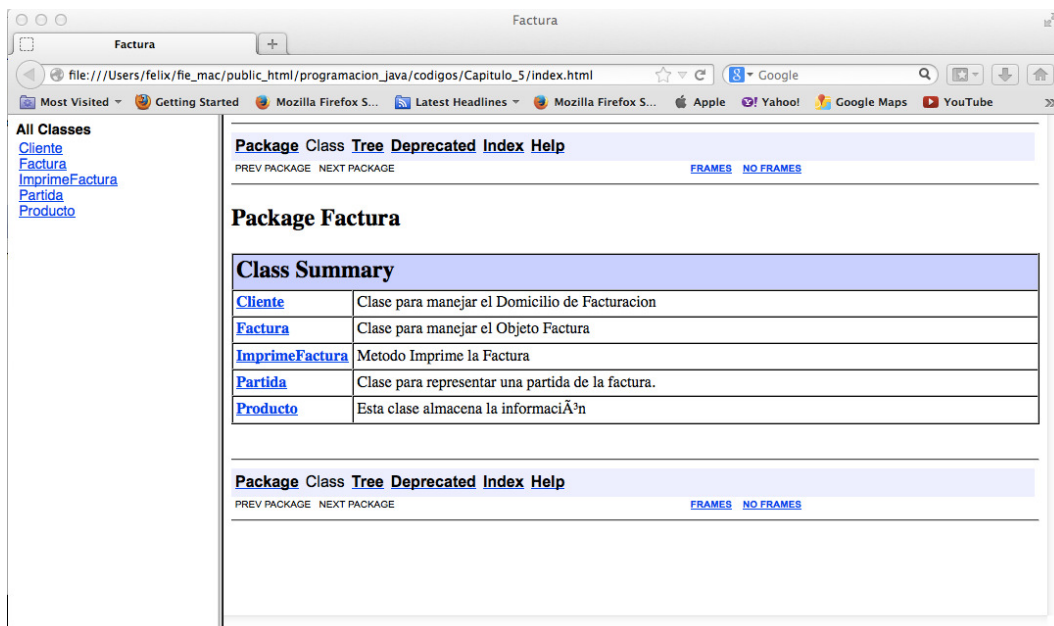 Factura
Factura
file:///Users/felix/fie_mac/public_html/programacion_java/codigos/Capitulo_5/index.html
Google
Most Visited Getting Started Mozilla Firefox S... Latest Headlines Mozilla Firefox S... Apple Yahoo! Google Maps YouTube
All Classes
Cliente
Factura
ImprimeFactura
Partida
Producto
Package Class Tree Deprecated Index Help
PREV PACKAGE NEXT PACKAGE FRAMES NO FRAMES
Package Factura
Class Summary
Cliente Clase para manejar el Domicilio de Facturacion
Factura Clase para manejar el Objeto Factura
ImprimeFactura Metodo Imprime la Factura
Partida Clase para representar una partida de la factura.
Producto Esta clase almacena la informaciÃ³n
Package Class Tree Deprecated Index Help
PREV PACKAGE NEXT PACKAGE FRAMES NO FRAMES